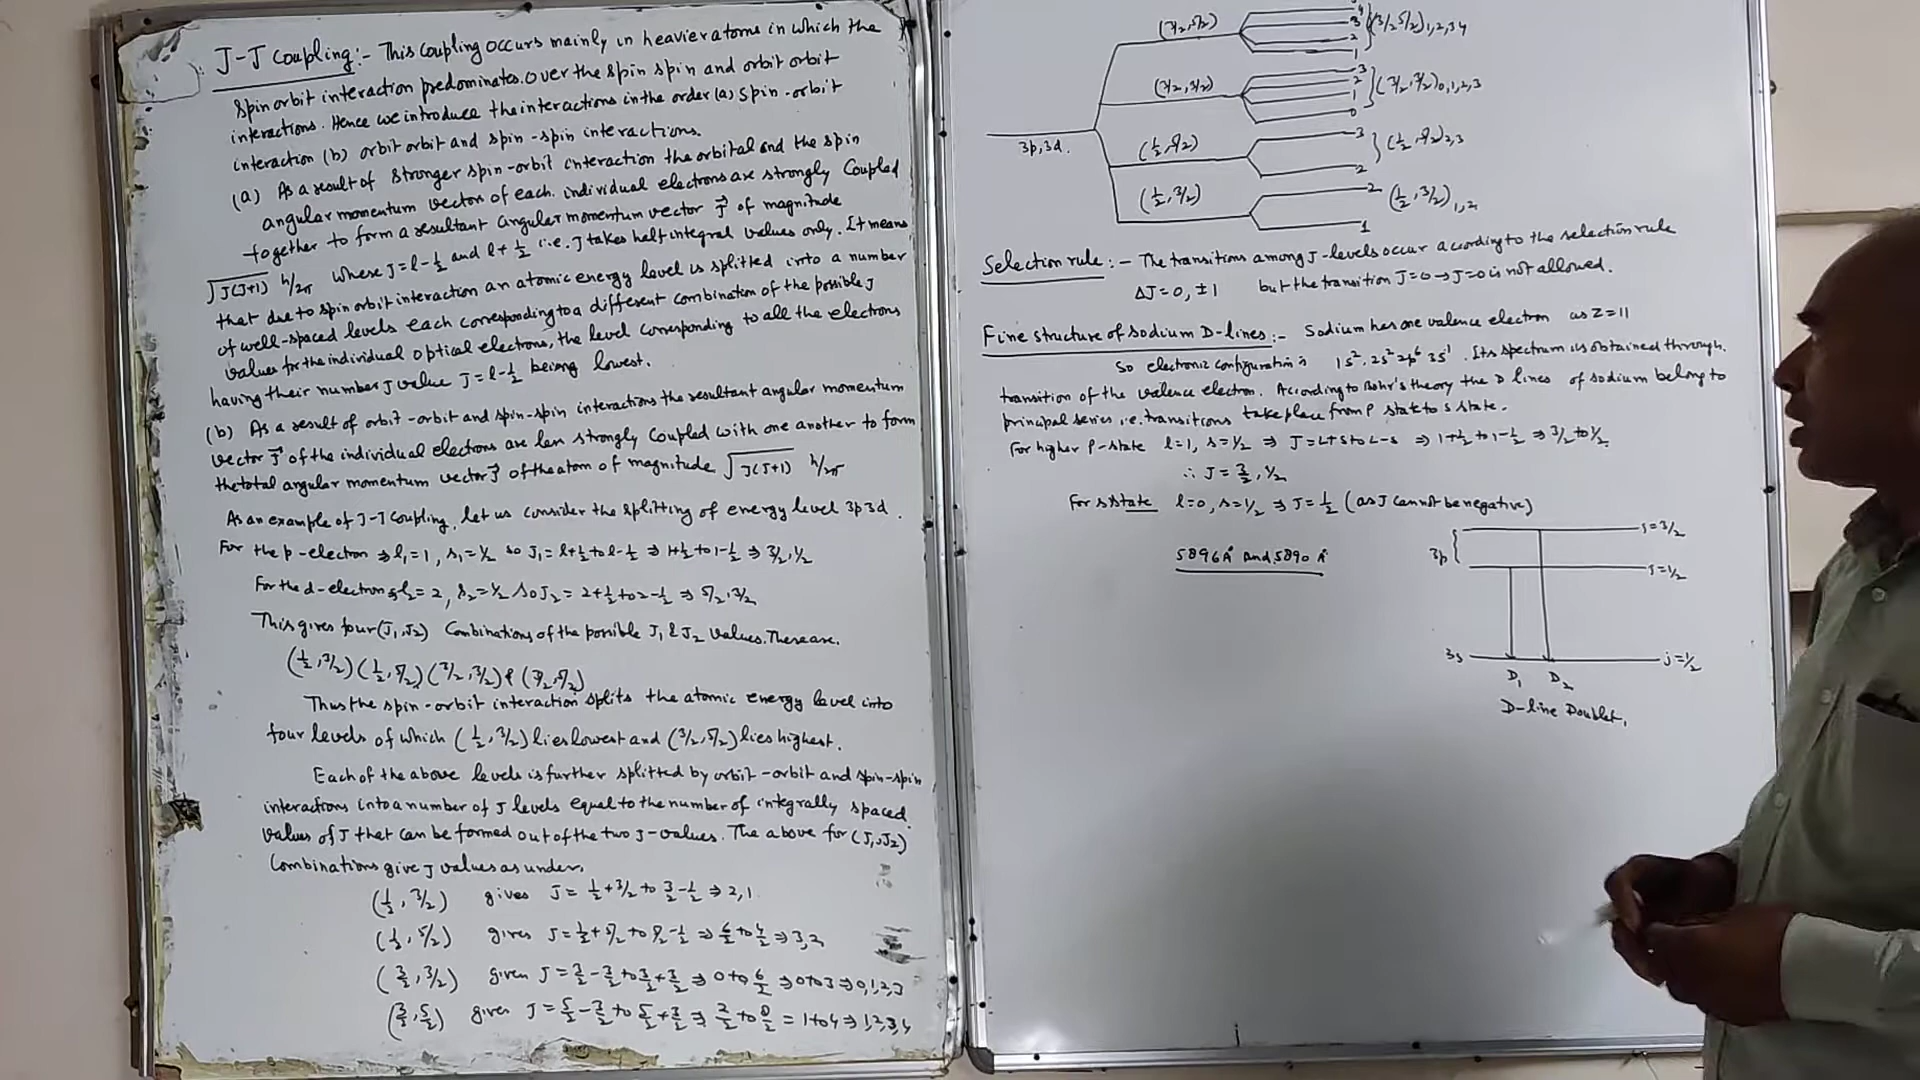 J-J Coupling:- This Coupling occurs mainly in heavier atoms in which the
spin orbit interaction predominates. over the spin spin and orbit orbit
interactions. Hence we introduce the interactions in the order (a) spin-orbit
interaction (b) orbit orbit and spin-spin interactions.
(a) As a result of stronger spin-orbit interaction the orbital and the spin
angular momentum vectors of each individual electrons are strongly coupled
together to form a resultant angular momentum vector J⃗ of magnitude
√J(J+1) h/2π where J = l-½ and l+½ i.e. J takes half integral values only. It means
that due to spin orbit interaction an atomic energy level is splitted into a number
of well-spaced levels each corresponding to a different combination of the possible J
values for the individual optical electrons, the level corresponding to all the electrons
having their number J value J = l-½ being lowest.
(b) As a result of orbit-orbit and spin-spin interactions the resultant angular momentum
vector J⃗ of the individual electrons are less strongly coupled with one another to form
the total angular momentum vector J⃗ of the atom of magnitude √J(J+1) h/2π
As an example of J-J coupling, let us consider the splitting of energy level 3p3d.
For the p-electron ⇒ l₁=1, s₁=½ so J₁ = l+½ to l-½ ⇒ 1+½ to 1-½ ⇒ 3/2, 1/2
For the d-electron l₂=2, s₂=½ so J₂ = 2+½ to 2-½ ⇒ 5/2, 3/2
This gives four (J₁,J₂) Combinations of the possible J₁ & J₂ values. These are.
(½, 3/2) (½, 5/2) (3/2, 3/2) & (3/2, 5/2)
Thus the spin-orbit interaction splits the atomic energy level into
four levels of which (½, 3/2) lies lowest and (3/2, 5/2) lies highest.
Each of the above levels is further splitted by orbit-orbit and spin-spin
interactions into a number of J levels equal to the number of integrally spaced
values of J that can be formed out of the two J-values. The above for (J₁,J₂)
Combinations give J values as under,
(½, 3/2) gives J = ½+3/2 to 3/2-½ ⇒ 2,1
(½, 5/2) gives J = ½+5/2 to 5/2-½ ⇒ 6/2 to 4/2 ⇒ 3,2
(3/2, 3/2) gives J = 3/2-3/2 to 3/2+3/2 ⇒ 0 to 6/2 ⇒ 0 to 3 ⇒ 0,1,2,3
(3/2, 5/2) gives J = 5/2-3/2 to 5/2+3/2 ⇒ 2/2 to 8/2 = 1 to 4 ⇒ 1,2,3,4
(3/2, 5/2) 4 3 2 1 (3/2 5/2)1,2,3 4
(3/2, 3/2) 3 2 1 0 (3/2, 3/2)0,1,2,3
3p,3d.
(½, 5/2) 3 2 (½, 5/2)2,3
(½, 3/2) 2 1 (½, 3/2)1,2
Selection rule:- The transitions among J-levels occur according to the selection rule
ΔJ = 0, ±1 but the transition J=0 → J=0 is not allowed.
Fine structure of sodium D-lines:- Sodium has one valence electron as Z=11
So electronic configuration is 1s² 2s² 2p⁶ 3s¹. Its spectrum is obtained through
transition of the valence electron. According to Bohr's theory the D lines of sodium belong to
principal series i.e. transitions take place from P state to s state.
For higher p-state l=1, s=½ ⇒ J = L+S to L-S ⇒ 1+½ to 1-½ ⇒ 3/2 to ½
∴ J = 3/2, ½
For s state l=0, s=½ ⇒ J = ½ (as J cannot be negative)
5896Å and 5890 Å
3p J=3/2
J=½
3s j=½
D₁ D₂
D-line Doublet.